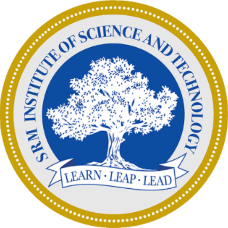 SRM INSTITUTE OF SCIENCE AND TECHNOLOGY
LEARN · LEAP · LEAD